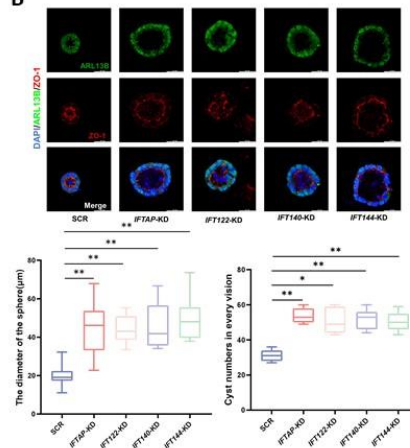 D
DAPI/ARL13B/ZO-1
ARL13B
ZO-1
Merge
SCR IFTAP-KD IFT122-KD IFT140-KD IFT144-KD
The diameter of the sphere(μm)
80
60
40
20
0
**
**
**
**
SCR
IFTAP-KD
IFT122-KD
IFT140-KD
IFT144-KD
Cyst numbers in every vision
80
60
40
20
0
**
**
*
**
SCR
IFTAP-KD
IFT122-KD
IFT140-KD
IFT144-KD